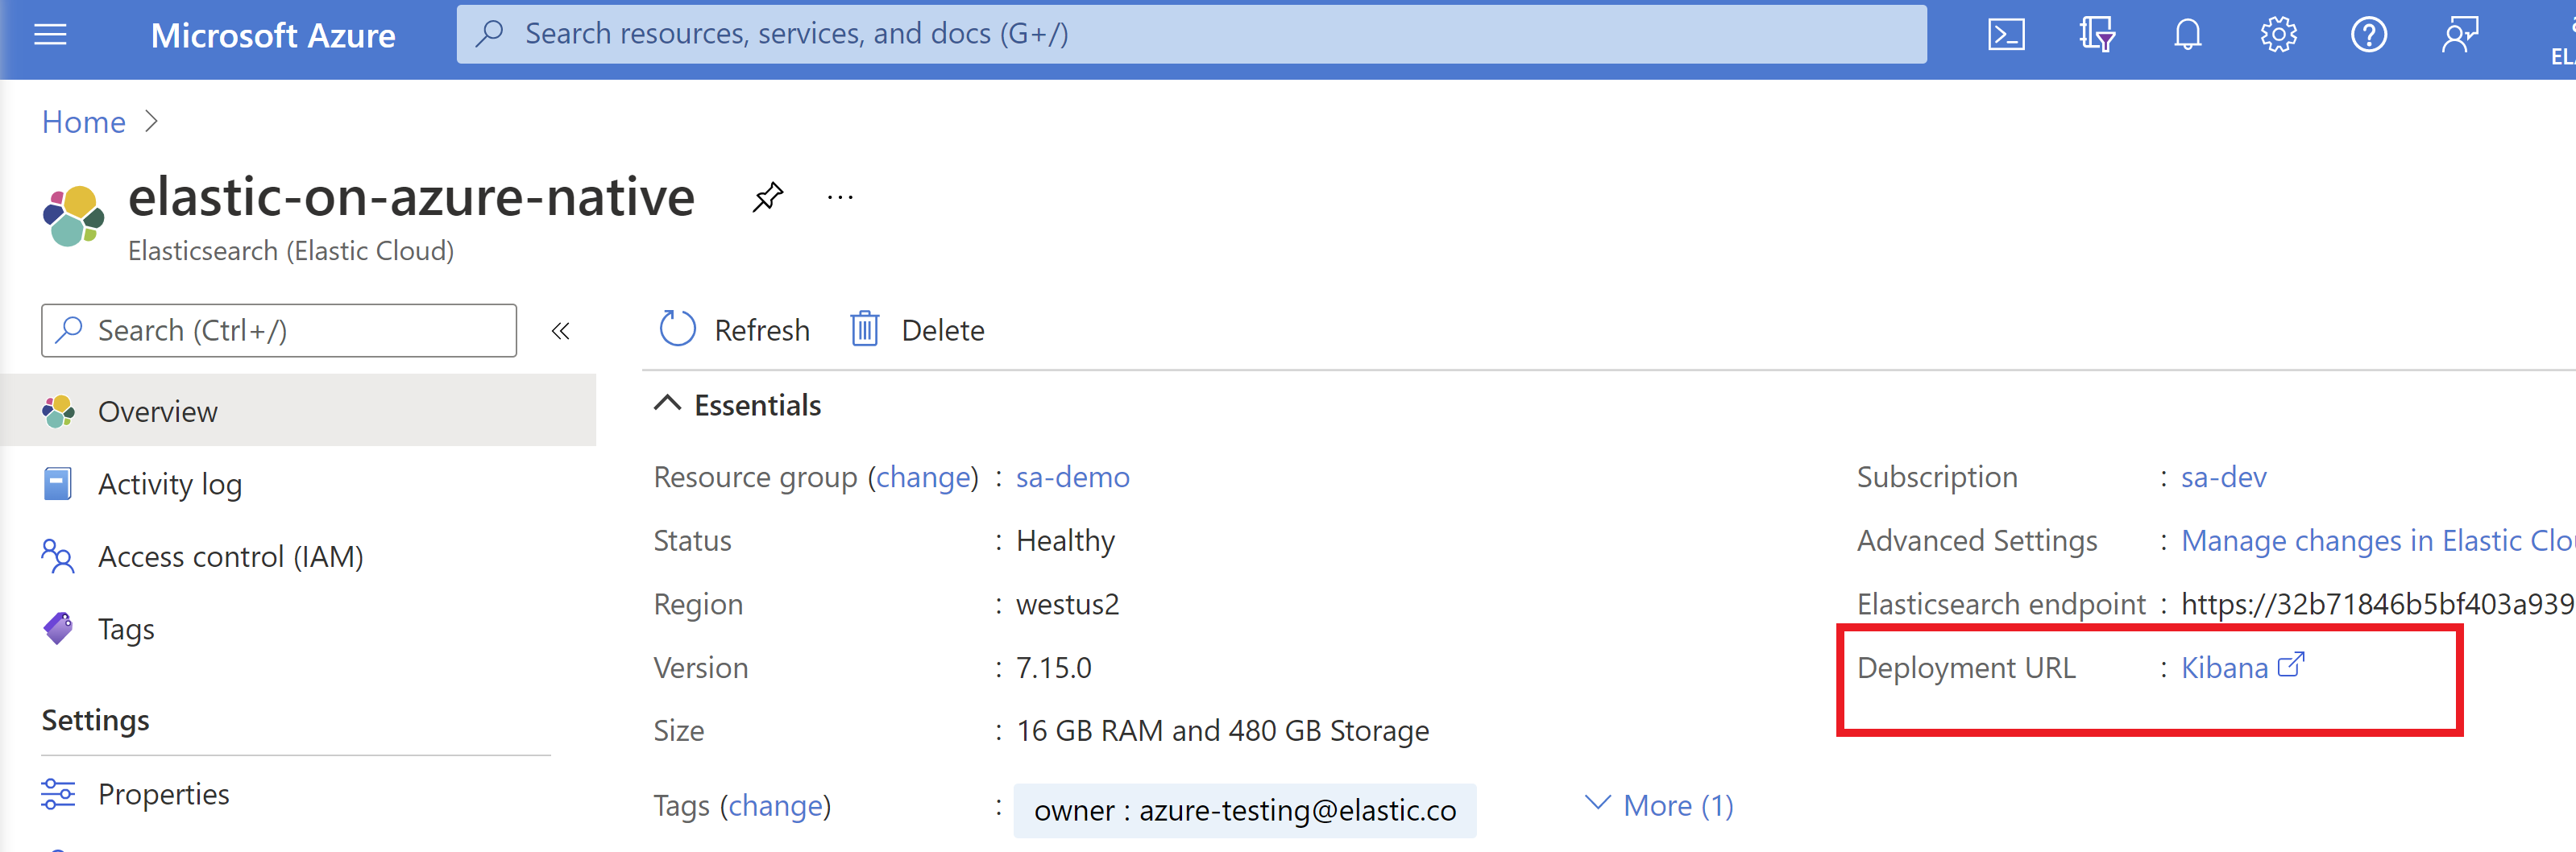 Microsoft Azure
Search resources, services, and docs (G+/)
Home
elastic-on-azure-native
Elasticsearch (Elastic Cloud)
Search (Ctrl+/)
Refresh
Delete
Overview
Activity log
Access control (IAM)
Tags
Settings
Properties
Essentials
Resource group (change) : sa-demo
Status : Healthy
Region : westus2
Version : 7.15.0
Size : 16 GB RAM and 480 GB Storage
Tags (change) : owner : azure-testing@elastic.co
More (1)
Subscription : sa-dev
Advanced Settings : Manage changes in Elastic
Elasticsearch endpoint : https://32b71846b5bf403a939
Deployment URL : Kibana